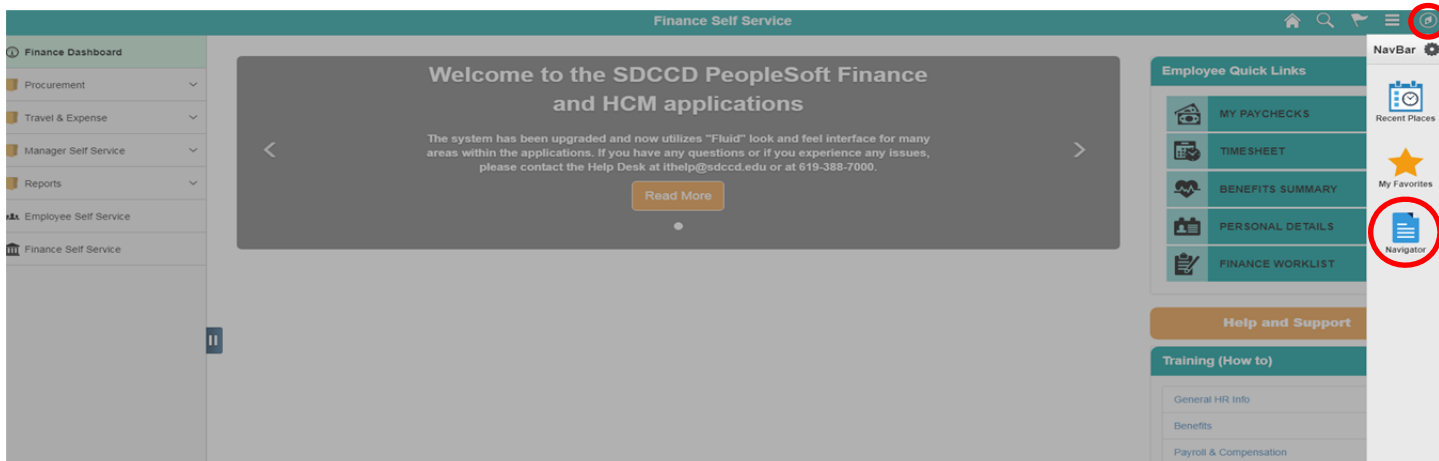 Finance Self Service
Finance Dashboard
Procurement
Travel & Expense
Manager Self Service
Reports
Employee Self Service
Finance Self Service
Welcome to the SDCCD PeopleSoft Finance
and HCM applications
The system has been upgraded and now utilizes "Fluid" look and feel interface for many
areas within the applications. If you have any questions or if you experience any issues,
please contact the Help Desk at ithelp@sdccd.edu or at 619-388-7000.
Read More
Employee Quick Links
MY PAYCHECKS
TIMESHEET
BENEFITS SUMMARY
PERSONAL DETAILS
FINANCE WORKLIST
Help and Support
Training (How to)
General HR Info
Benefits
Payroll & Compensation
NavBar
Recent Places
My Favorites
Navigator